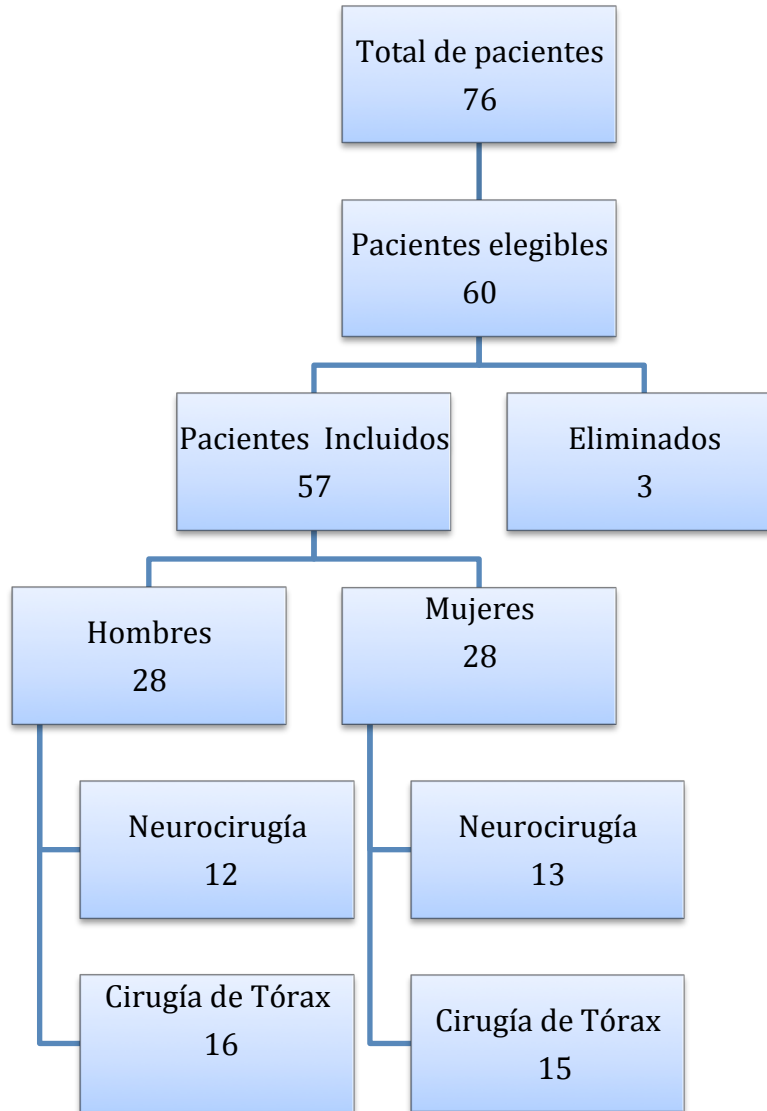 Total de pacientes
76
Pacientes elegibles
60
Pacientes Incluidos
57
Eliminados
3
Hombres
28
Mujeres
28
Neurocirugía
12
Neurocirugía
13
Cirugía de Tórax
16
Cirugía de Tórax
15